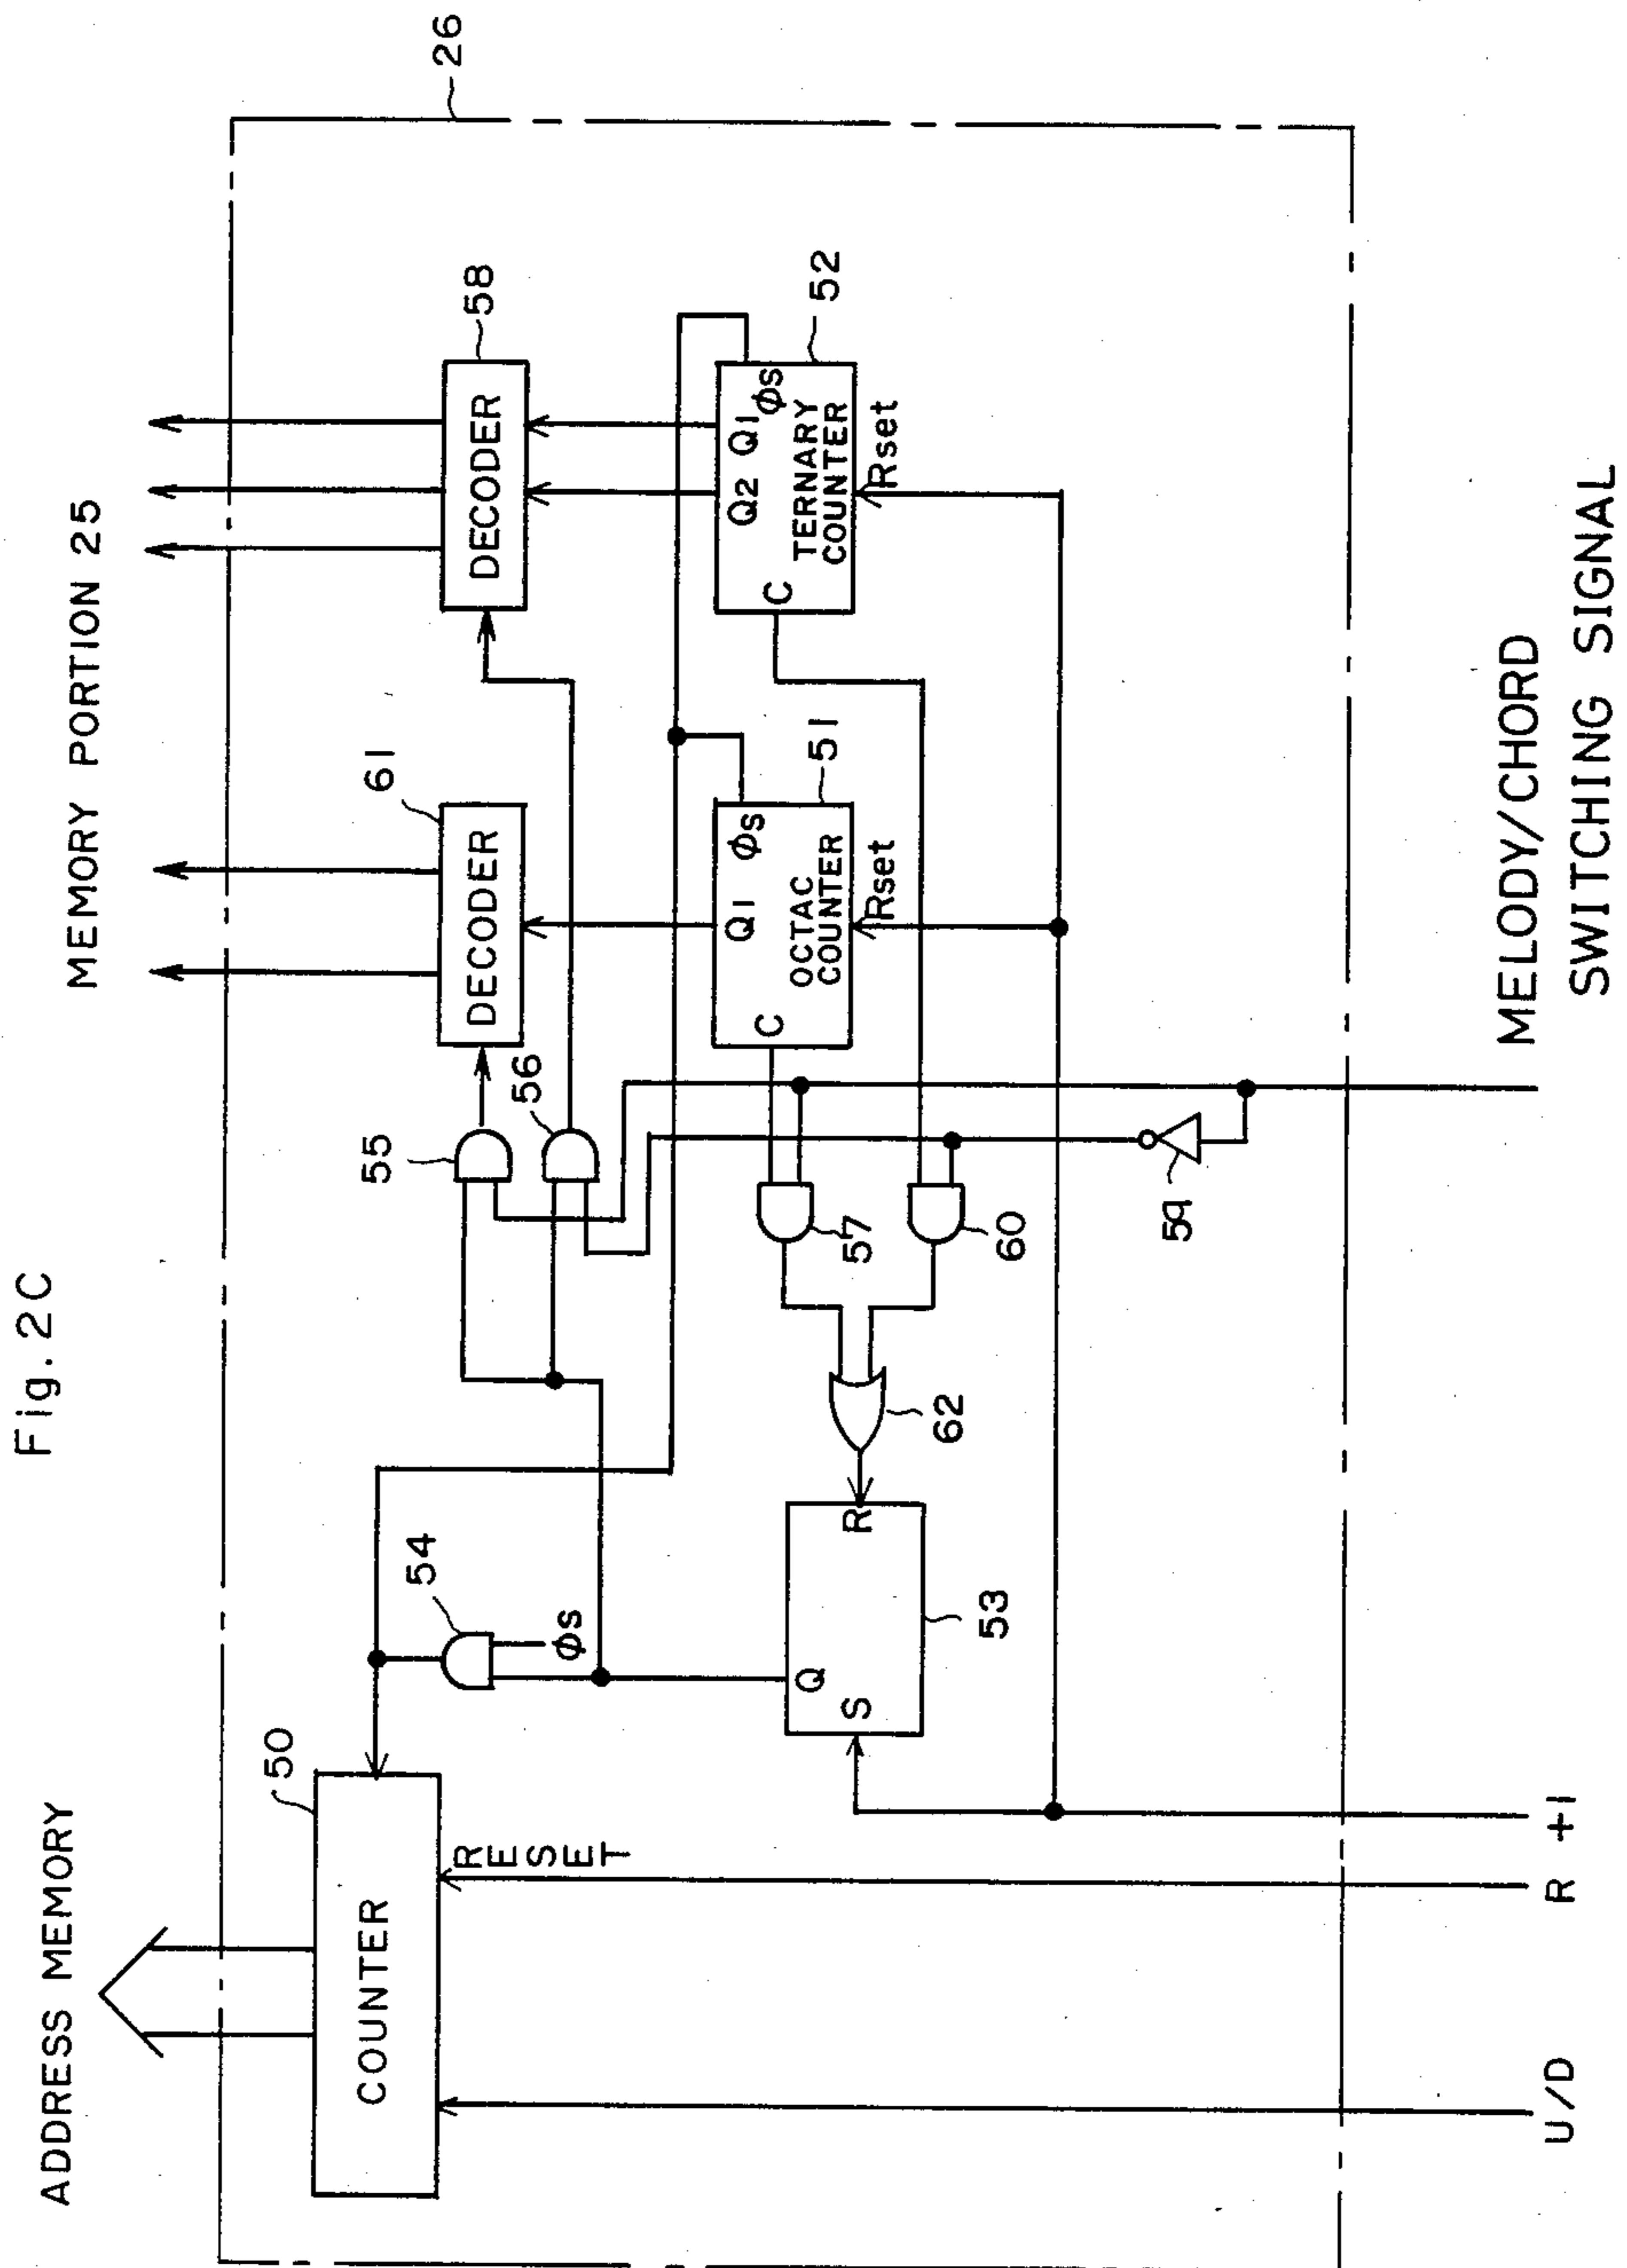 Fig. 2C
ADDRESS MEMORY
MEMORY PORTION 25
26
50
COUNTER
RESET
54
ϕs
55
56
61
DECODER
58
DECODER
53
Q
S
R
62
57
60
59
C
Q1
ϕs
OCTAC
COUNTER
51
Rset
C
Q2
Q1
ϕs
TERNARY
COUNTER
52
Rset
U/D
R
+1
MELODY/CHORD
SWITCHING SIGNAL